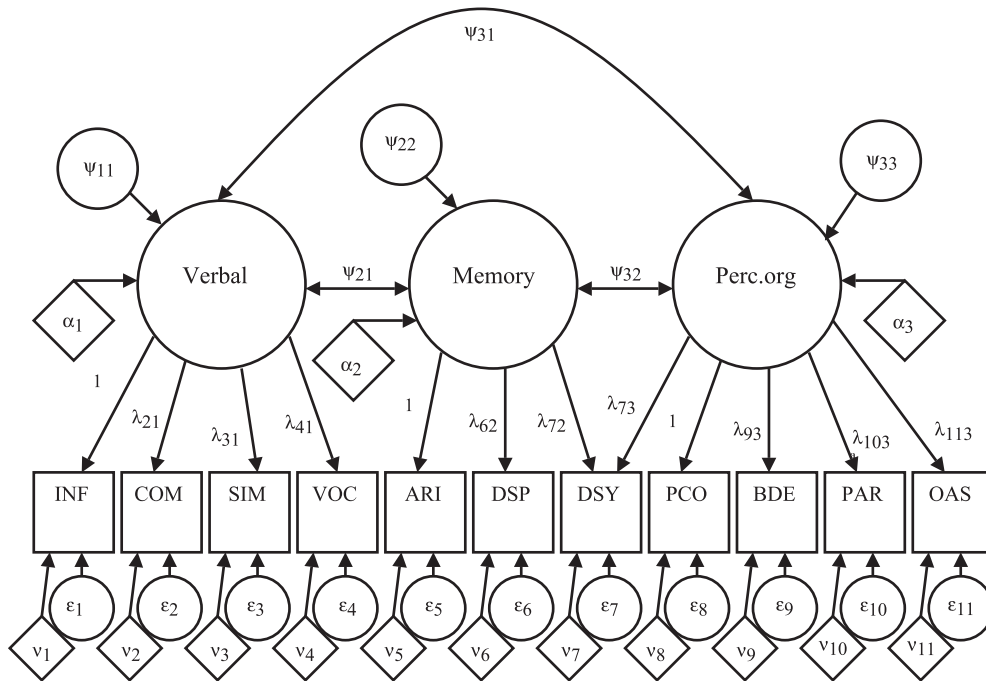 ψ31
ψ11 ψ22 ψ33
Verbal Memory Perc.org
ψ21 ψ32
α1 α2 α3
1 λ21 λ31 λ41 1 λ62 λ72 λ73 1 λ93 λ103 λ113
INF COM SIM VOC ARI DSP DSY PCO BDE PAR OAS
ε1 ε2 ε3 ε4 ε5 ε6 ε7 ε8 ε9 ε10 ε11
ν1 ν2 ν3 ν4 ν5 ν6 ν7 ν8 ν9 ν10 ν11